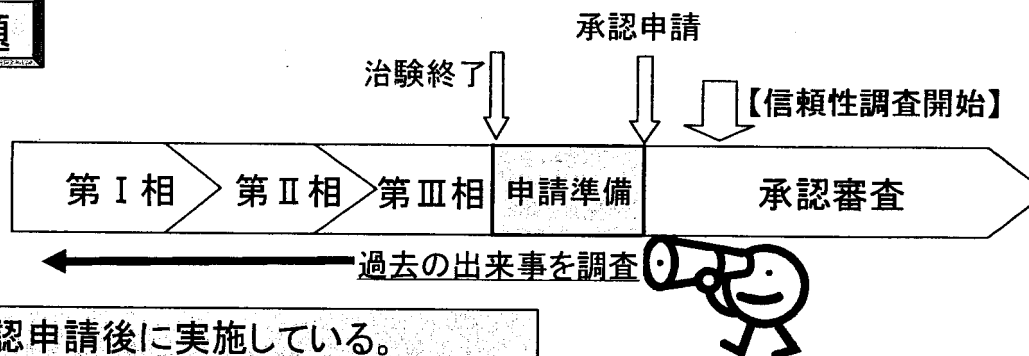 題
承認申請
治験終了
【信頼性調査開始】
第Ⅰ相 第Ⅱ相 第Ⅲ相 申請準備 承認審査
過去の出来事を調査
認申請後に実施している。